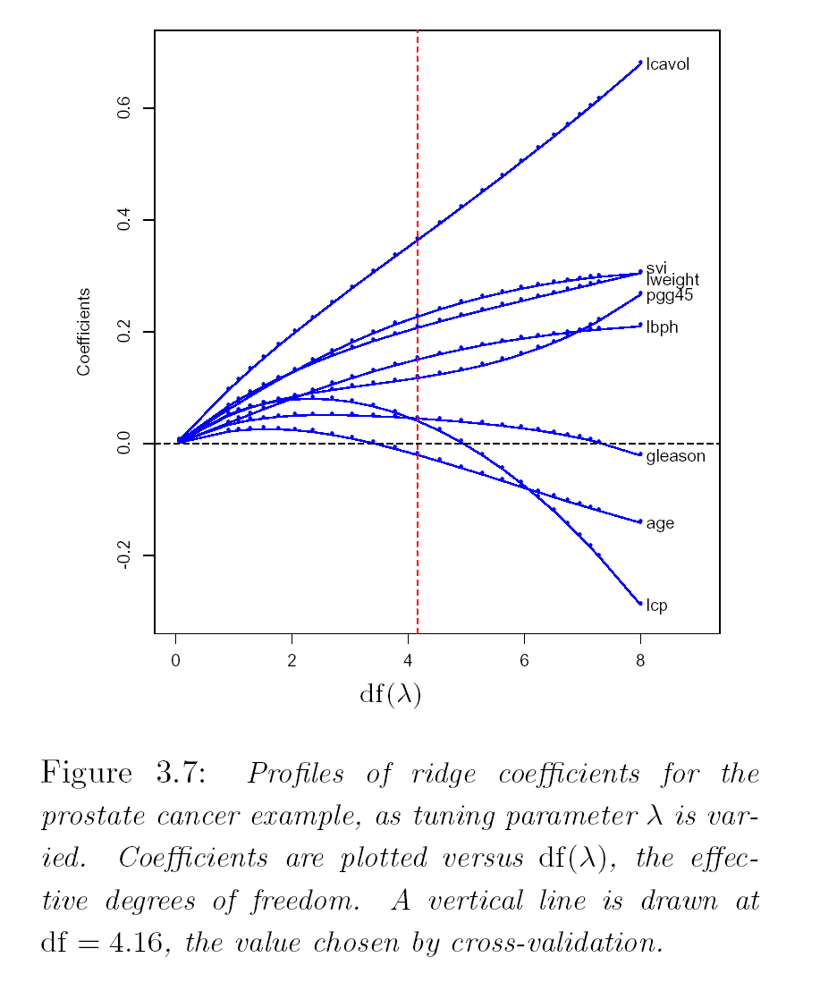 0.6
0.4
0.2
0.0
-0.2
Coefficients
lcavol
svi
lweight
pgg45
lbph
gleason
age
lcp
0 2 4 6 8
df(λ)
Figure 3.7: Profiles of ridge coefficients for the
prostate cancer example, as tuning parameter λ is var-
ied. Coefficients are plotted versus df(λ), the effec-
tive degrees of freedom. A vertical line is drawn at
df = 4.16, the value chosen by cross-validation.